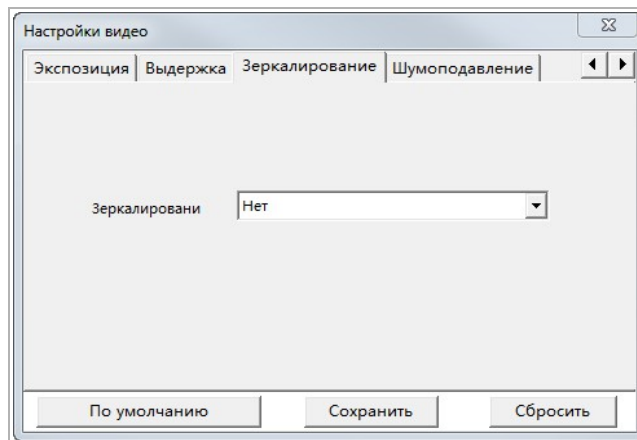 Настройки видео
Экспозиция Выдержка Зеркалирование Шумоподавление
Зеркалировани Нет
По умолчанию Сохранить Сбросить